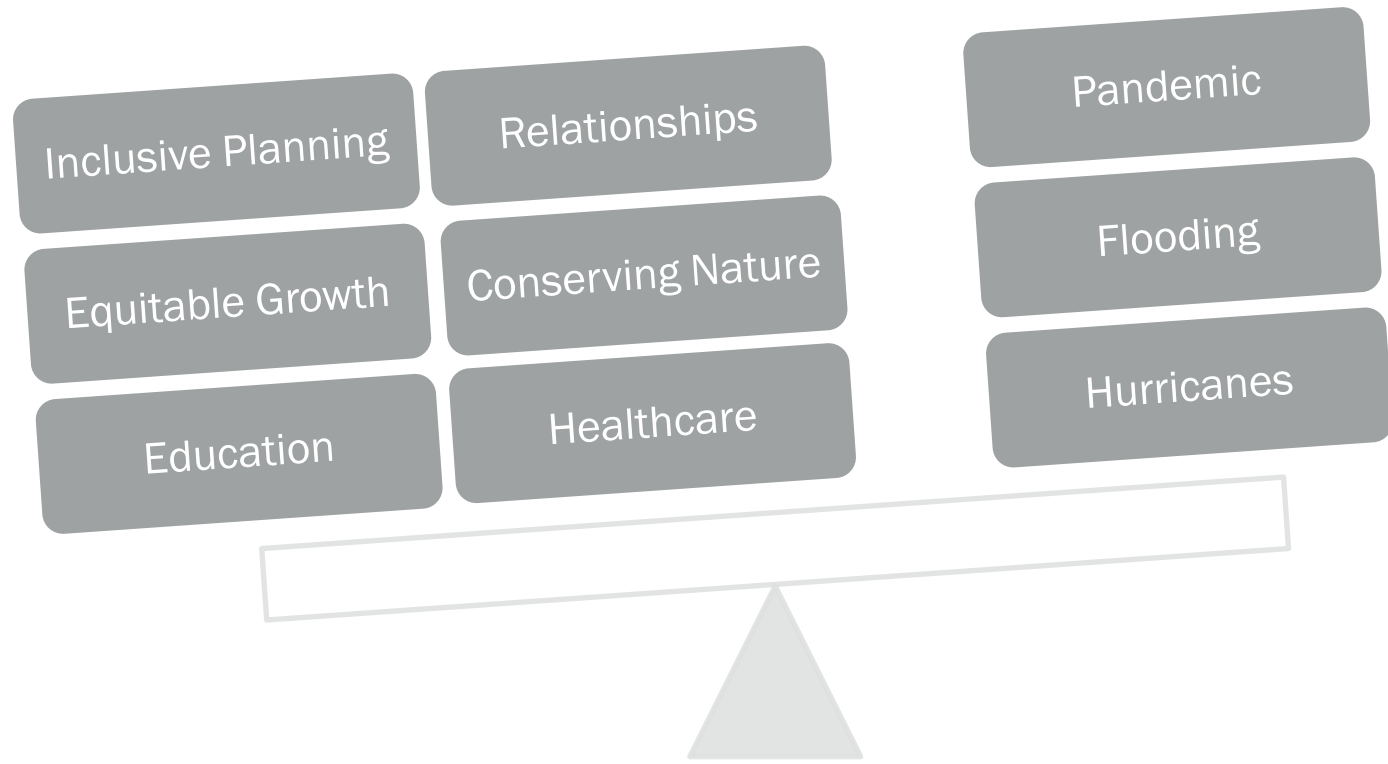 Inclusive Planning
Relationships
Equitable Growth
Conserving Nature
Education
Healthcare
Pandemic
Flooding
Hurricanes